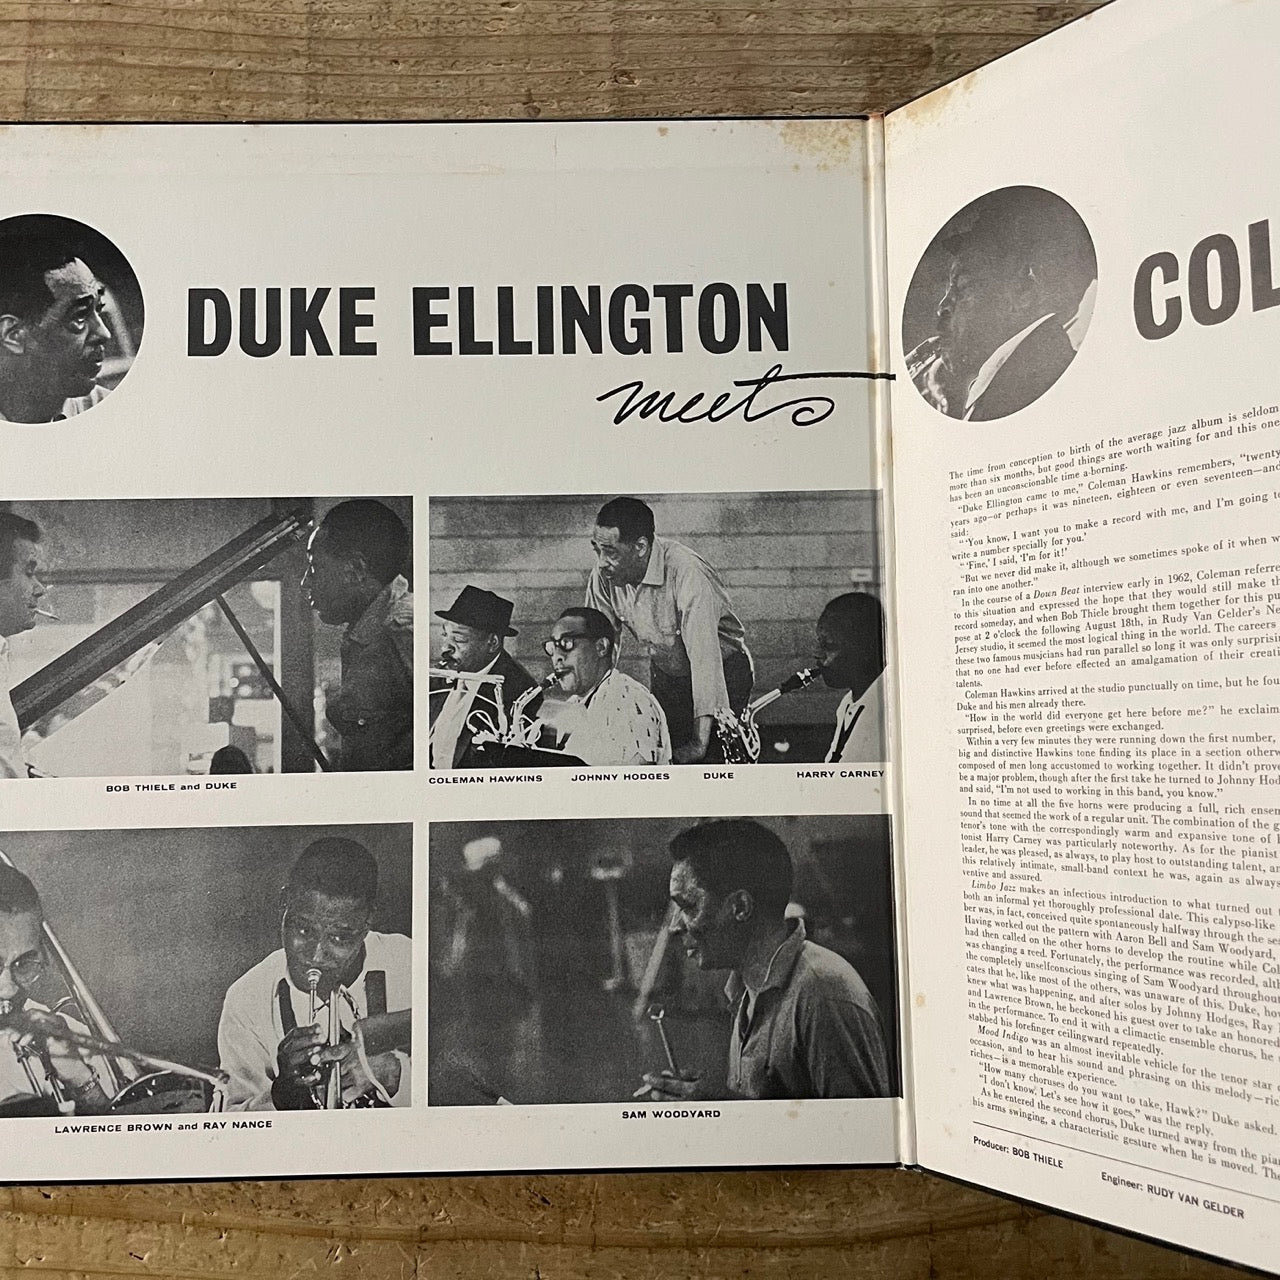 DUKE ELLINGTON
meets
COL
BOB THIELE and DUKE
COLEMAN HAWKINS JOHNNY HODGES DUKE HARRY CARNEY
LAWRENCE BROWN and RAY NANCE
SAM WOODYARD
The time from conception to birth of the average jazz album is seldom
more than six months, but good things are worth waiting for and this one
has been an unconscionable time a-borning.
"Duke Ellington came to me," Coleman Hawkins remembers, "twenty
years ago—or perhaps it was nineteen, eighteen or even seventeen—and
said:
"'You know, I want you to make a record with me, and I'm going to
write a number specially for you.'
"'Fine,' I said, 'I'm for it!'
"But we never did make it, although we sometimes spoke of it when w
ran into one another."
In the course of a Down Beat interview early in 1962, Coleman referre
to this situation and expressed the hope that they would still make th
record someday, and when Bob Thiele brought them together for this pu
pose at 2 o'clock the following August 18th, in Rudy Van Gelder's Ne
Jersey studio, it seemed the most logical thing in the world. The careers
these two famous musicians had run parallel so long it was only surprisi
that no one had ever before effected an amalgamation of their creati
talents.
Coleman Hawkins arrived at the studio punctually on time, but he fou
Duke and his men already there.
"How in the world did everyone get here before me?" he exclaim
surprised, before even greetings were exchanged.
Within a very few minutes they were running down the first number,
big and distinctive Hawkins tone finding its place in a section otherw
composed of men long accustomed to working together. It didn't prove
be a major problem, though after the first take he turned to Johnny Hod
and said, "I'm not used to working in this band, you know."
In no time at all the five horns were producing a full, rich ensem
sound that seemed the work of a regular unit. The combination of the g
tenor's tone with the correspondingly warm and expansive tone of b
tonist Harry Carney was particularly noteworthy. As for the pianist
leader, he was pleased, as always, to play host to outstanding talent, an
this relatively intimate, small-band context he was, again as always
ventive and assured.
Limbo Jazz makes an infectious introduction to what turned out t
both an informal yet thoroughly professional date. This calypso-like
ber was, in fact, conceived quite spontaneously halfway through the ses
Having worked out the pattern with Aaron Bell and Sam Woodyard,
had then called on the other horns to develop the routine while Col
was changing a reed. Fortunately, the performance was recorded, alth
the completely unselfconscious singing of Sam Woodyard throughout
cates that he, like most of the others, was unaware of this. Duke, how
knew what was happening, and after solos by Johnny Hodges, Ray
and Lawrence Brown, he beckoned his guest over to take an honored
in the performance. To end it with a climactic ensemble chorus, he
stabbed his forefinger ceilingward repeatedly.
Mood Indigo was an almost inevitable vehicle for the tenor star
occasion, and to hear his sound and phrasing on this melody—ric
riches—is a memorable experience.
"How many choruses do you want to take, Hawk?" Duke asked.
"I don't know. Let's see how it goes," was the reply.
As he entered the second chorus, Duke turned away from the pian
his arms swinging, a characteristic gesture when he is moved. The
Producer: BOB THIELE
Engineer: RUDY VAN GELDER